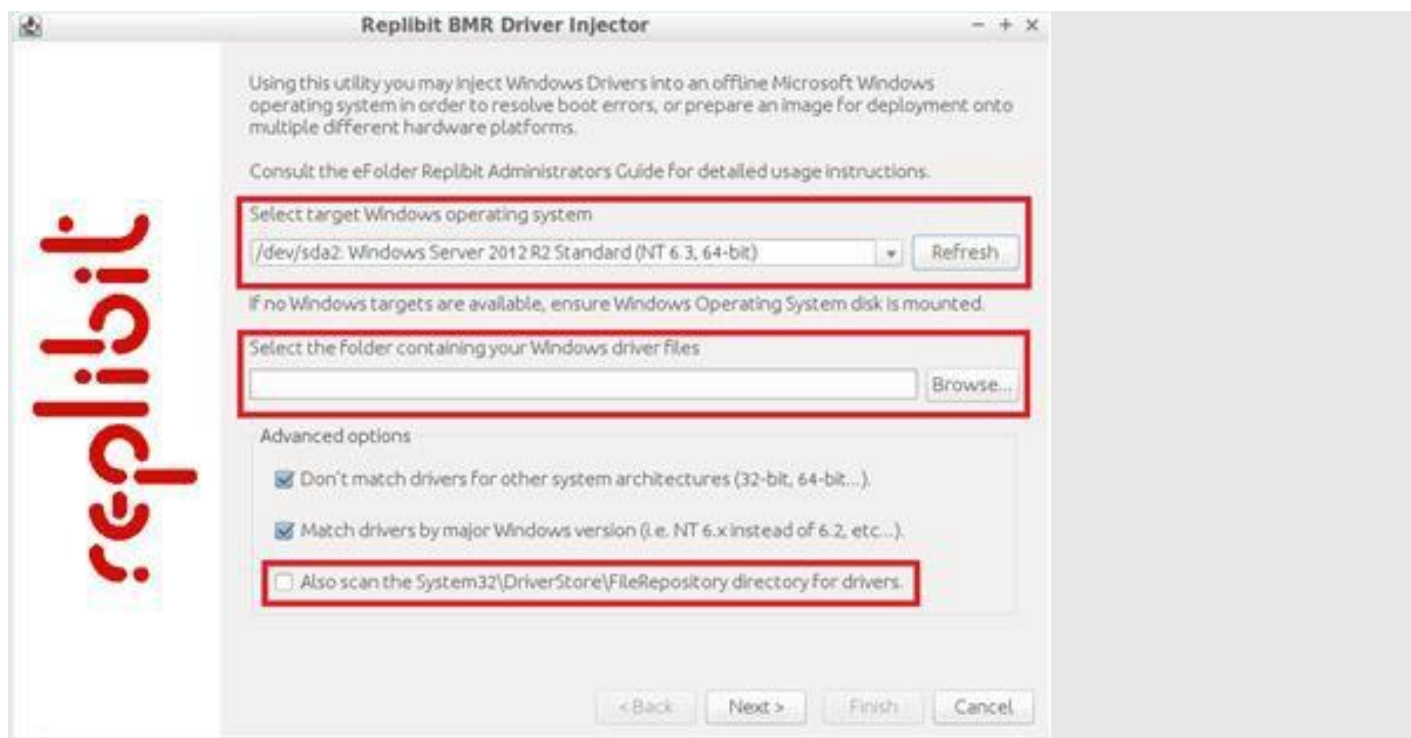 Replibit BMR Driver Injector
replibit
Using this utility you may inject Windows Drivers into an offline Microsoft Windows
operating system in order to resolve boot errors, or prepare an image for deployment onto
multiple different hardware platforms.
Consult the eFolder Replibit Administrators Guide for detailed usage instructions.
Select target Windows operating system
/dev/sda2: Windows Server 2012 R2 Standard (NT 6.3, 64-bit)
Refresh
If no Windows targets are available, ensure Windows Operating System disk is mounted.
Select the folder containing your Windows driver files
Browse...
Advanced options
Don't match drivers for other system architectures (32-bit, 64-bit...).
Match drivers by major Windows version (i.e. NT 6.x instead of 6.2, etc...).
Also scan the System32\DriverStore\FileRepository directory for drivers.
< Back
Next >
Finish
Cancel